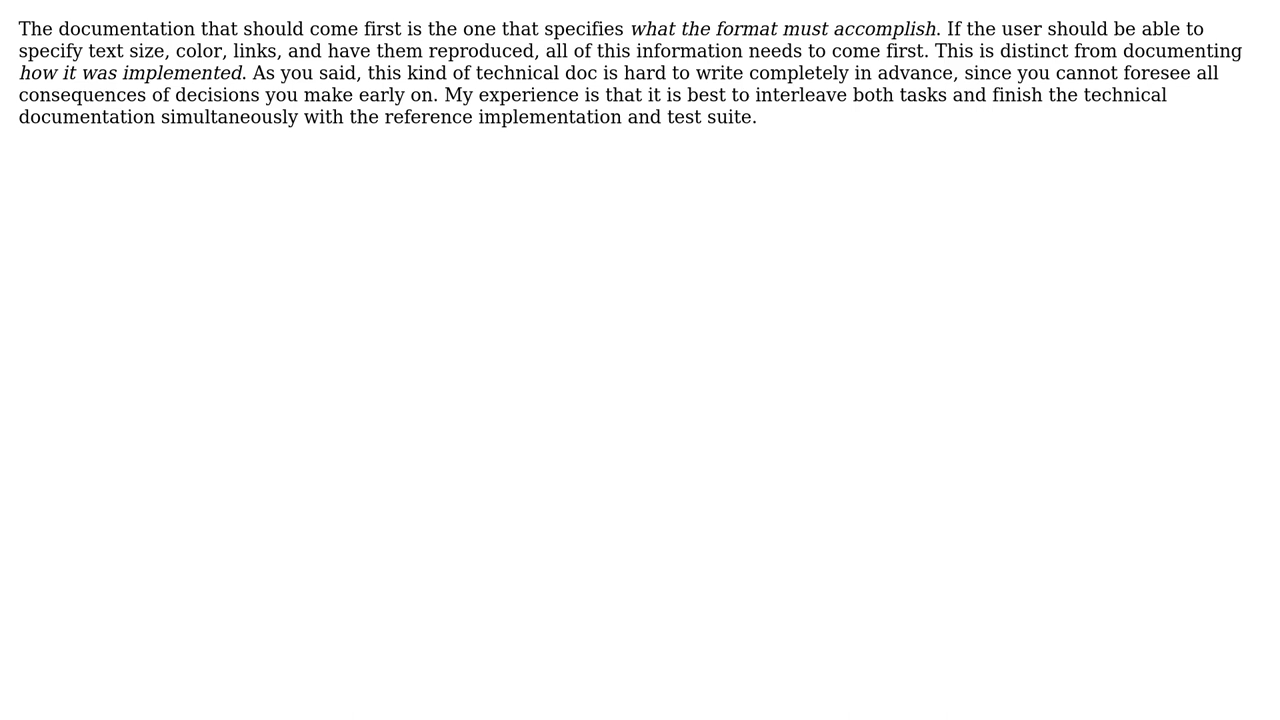 The documentation that should come first is the one that specifies what the format must accomplish. If the user should be able to
specify text size, color, links, and have them reproduced, all of this information needs to come first. This is distinct from documenting
how it was implemented. As you said, this kind of technical doc is hard to write completely in advance, since you cannot foresee all
consequences of decisions you make early on. My experience is that it is best to interleave both tasks and finish the technical
documentation simultaneously with the reference implementation and test suite.